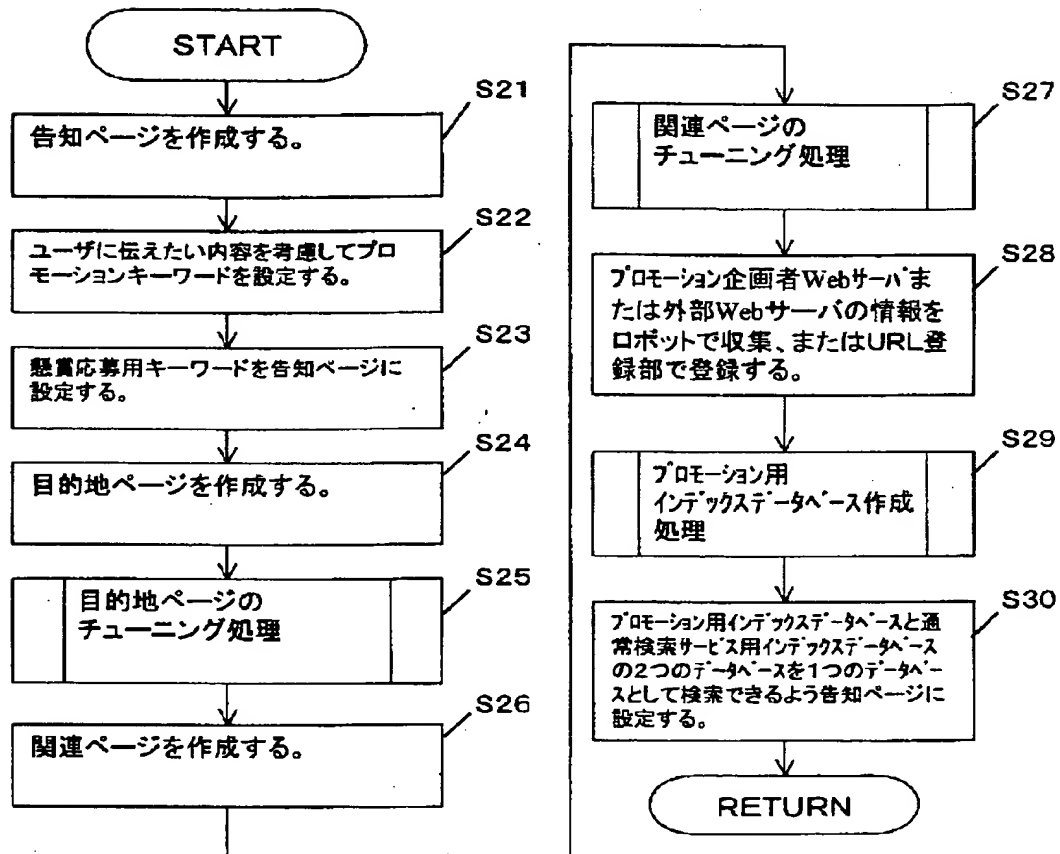 START
S21
告知ページを作成する。
S22
ユーザに伝えたい内容を考慮してプロ
モーションキーワードを設定する。
S23
懸賞応募用キーワードを告知ページに
設定する。
S24
目的地ページを作成する。
S25
目的地ページの
チューニング処理
S26
関連ページを作成する。
S27
関連ページの
チューニング処理
S28
プロモーション企画者Webサーバま
たは外部Webサーバの情報を
ロボットで収集、またはURL登
録部で登録する。
S29
プロモーション用
インデックスデータベース作成
処理
S30
プロモーション用インデックスデータベースと通
常検索サービス用インデックスデータベース
の2つのデータベースを1つのデータベー
スとして検索できるよう告知ページに
設定する。
RETURN